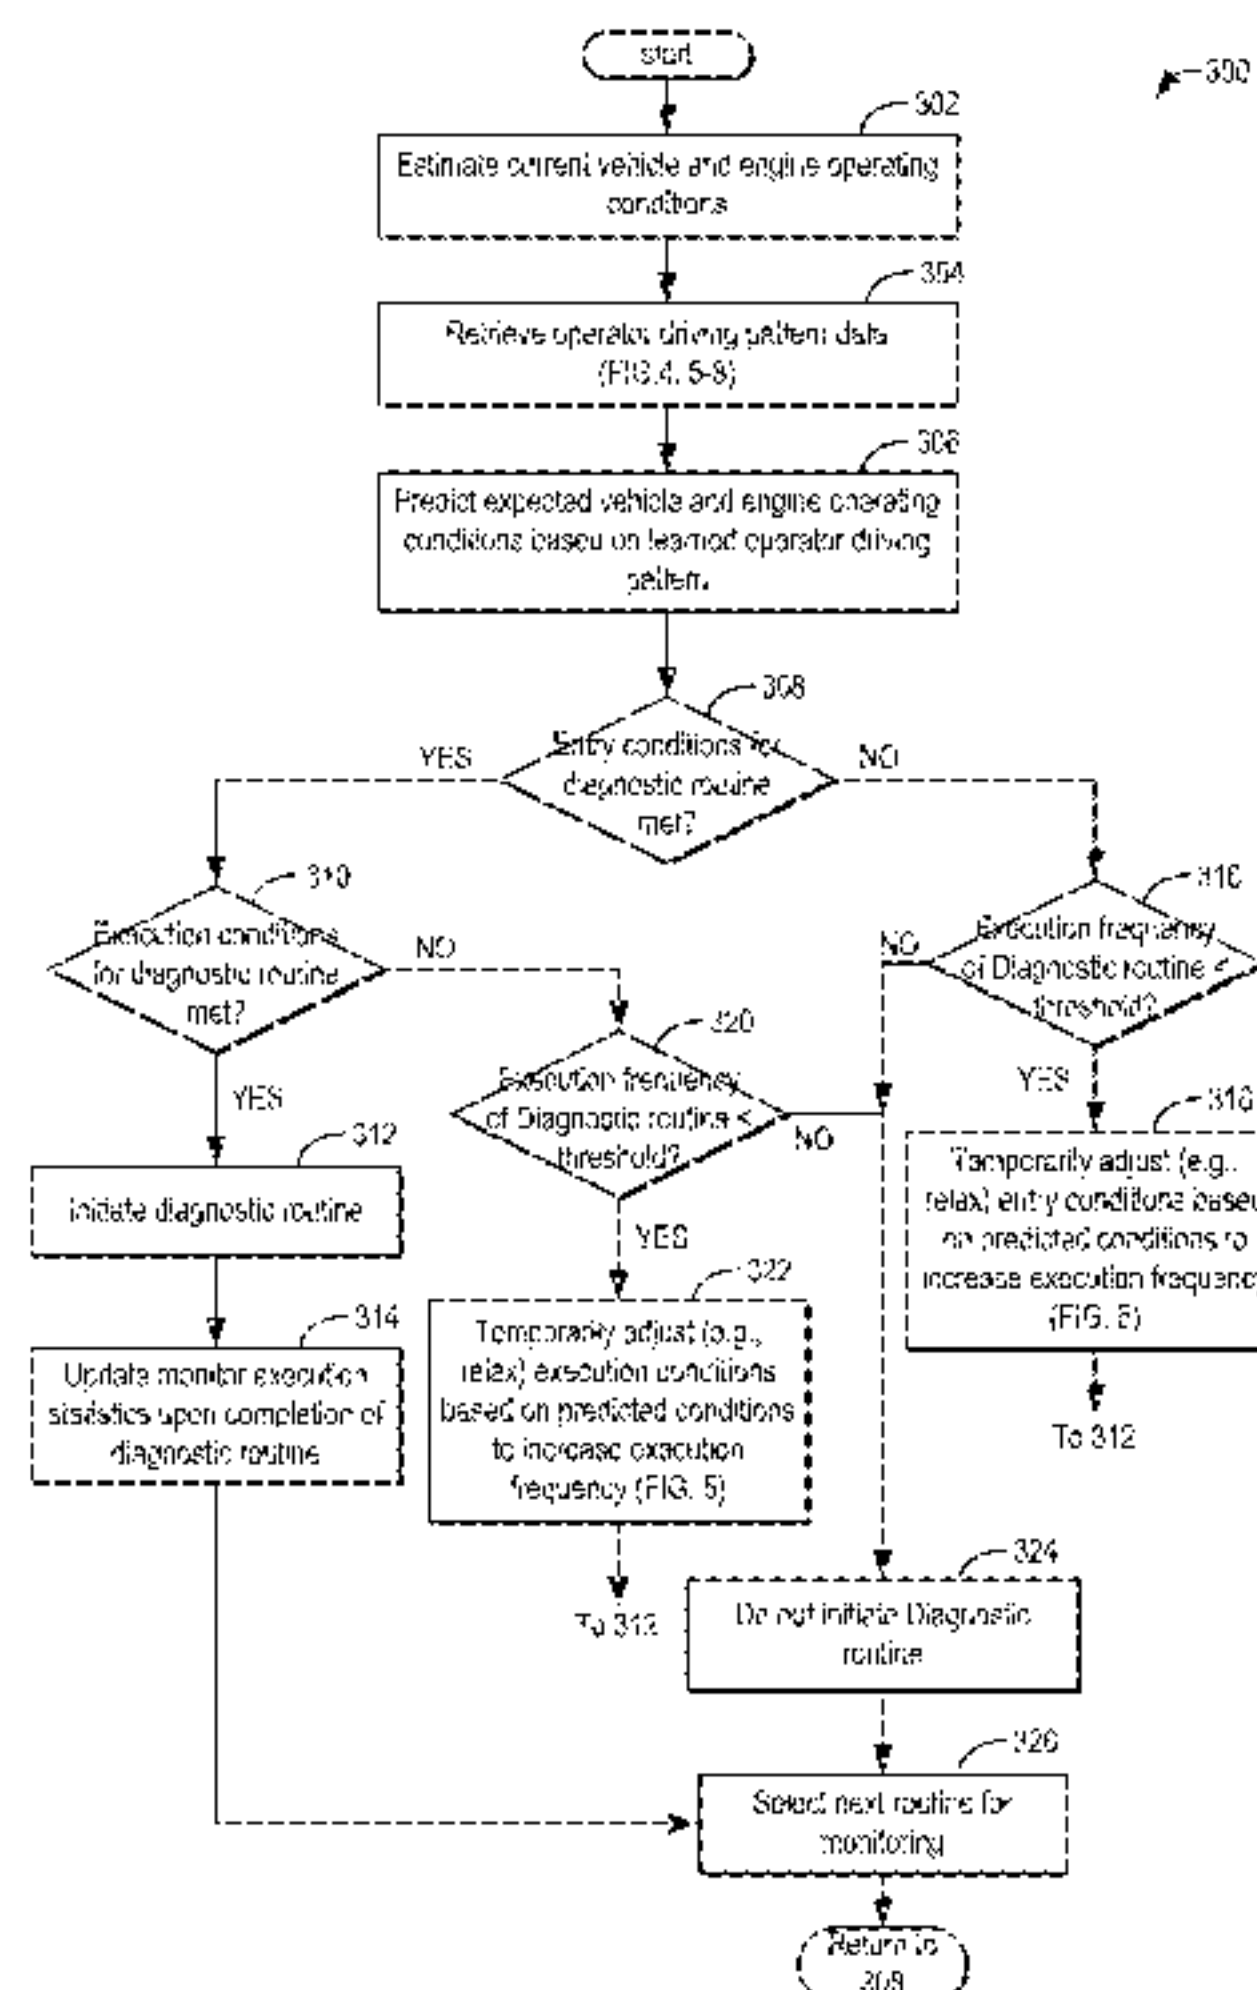 start
300
302
Estimate current vehicle and engine operating
conditions
304
Retrieve operator driving pattern data
(FIG.4, 5-8)
306
Predict expected vehicle and engine operating
conditions based on learned operator driving
pattern
308
Entry conditions for
diagnostic routine
met?
YES
NO
310
Execution conditions
for diagnostic routine
met?
NO
YES
316
Execution frequency
of Diagnostic routine <
threshold?
NO
YES
320
Execution frequency
of Diagnostic routine <
threshold?
NO
YES
312
Initiate diagnostic routine
318
Temporarily adjust (e.g.,
relax) entry conditions based
on predicted conditions to
increase execution frequency
(FIG. 5)
To 312
314
Update monitor execution
statistics upon completion of
diagnostic routine
322
Temporarily adjust (e.g.,
relax) execution conditions
based on predicted conditions
to increase execution
frequency (FIG. 5)
To 312
324
Do not initiate Diagnostic
routine
326
Select next routine for
monitoring
Return to